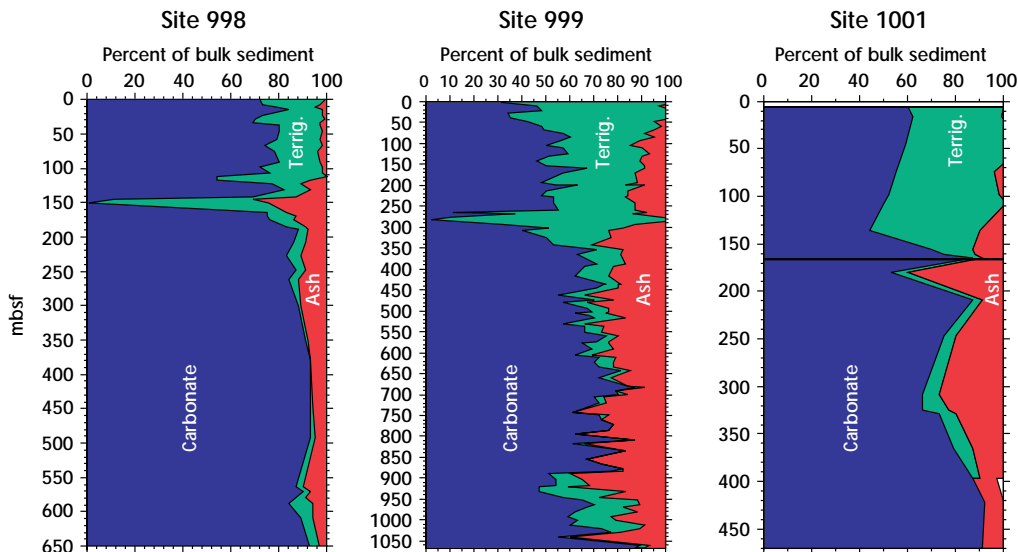 Site 998
Percent of bulk sediment
0 20 40 60 80 100
0
50
100
150
200
250
300
350
400
450
500
550
600
650
mbsf
Carbonate
Terrig.
Ash
Site 999
Percent of bulk sediment
0 10 20 30 40 50 60 70 80 90 100
0
50
100
150
200
250
300
350
400
450
500
550
600
650
700
750
800
850
900
950
1000
1050
Carbonate
Terrig.
Ash
Site 1001
Percent of bulk sediment
0 20 40 60 80 100
0
50
100
150
200
250
300
350
400
450
Carbonate
Terrig.
Ash